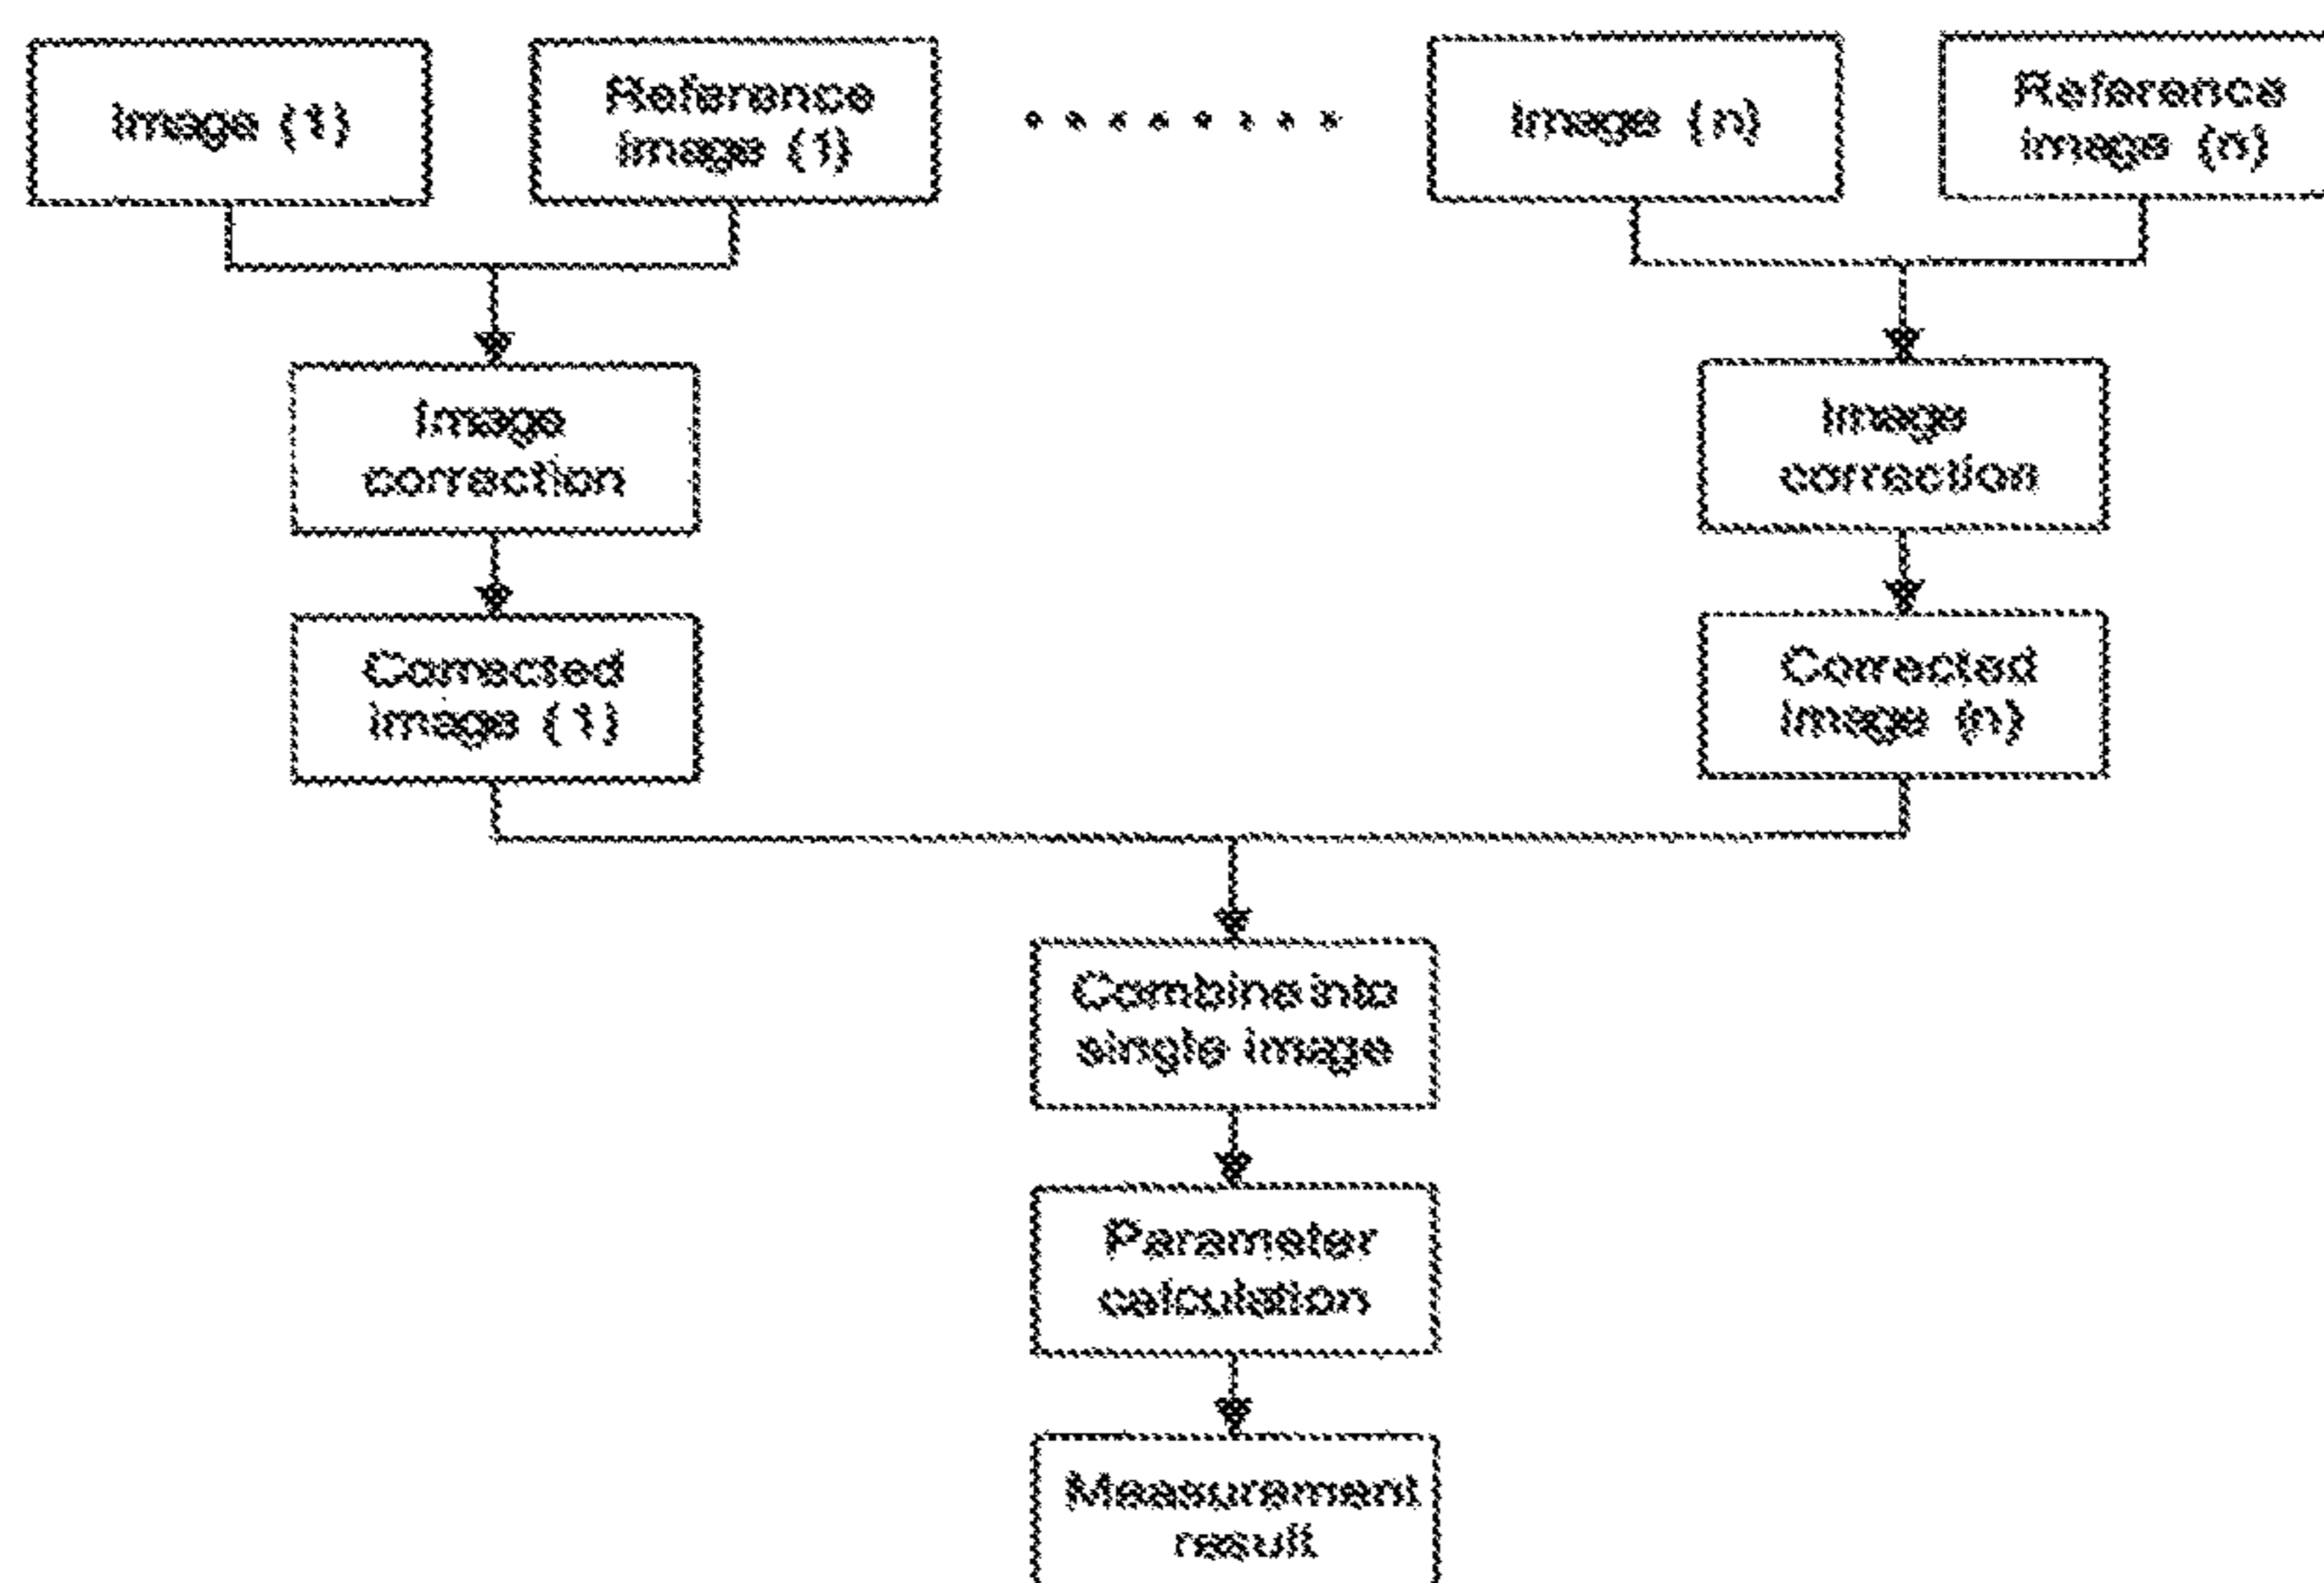 Image (1)
Reference
image (1)
Image (n)
Reference
image (n)
Image
correction
Image
correction
Corrected
image (1)
Corrected
image (n)
Combine into
single image
Parameter
calculation
Measurement
result